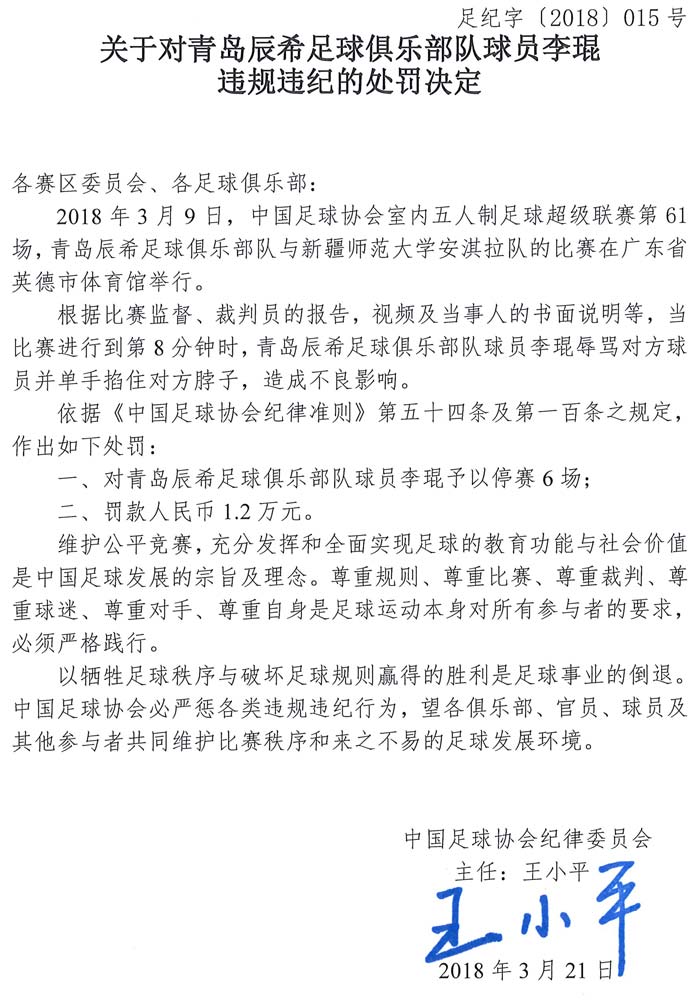 足纪字〔2018〕015号
关于对青岛辰希足球俱乐部队球员李琨
违规违纪的处罚决定
各赛区委员会、各足球俱乐部：
2018年3月9日，中国足球协会室内五人制足球超级联赛第61
场，青岛辰希足球俱乐部队与新疆师范大学安淇拉队的比赛在广东省
英德市体育馆举行。
根据比赛监督、裁判员的报告，视频及当事人的书面说明等，当
比赛进行到第8分钟时，青岛辰希足球俱乐部队球员李琨辱骂对方球
员并单手掐住对方脖子，造成不良影响。
依据《中国足球协会纪律准则》第五十四条及第一百条之规定，
作出如下处罚：
一、对青岛辰希足球俱乐部队球员李琨予以停赛6场；
二、罚款人民币1.2万元。
维护公平竞赛，充分发挥和全面实现足球的教育功能与社会价值
是中国足球发展的宗旨及理念。尊重规则、尊重比赛、尊重裁判、尊
重球迷、尊重对手、尊重自身是足球运动本身对所有参与者的要求，
必须严格践行。
以牺牲足球秩序与破坏足球规则赢得的胜利是足球事业的倒退。
中国足球协会必严惩各类违规违纪行为，望各俱乐部、官员、球员及
其他参与者共同维护比赛秩序和来之不易的足球发展环境。
中国足球协会纪律委员会
主任：王小平
王小平
2018年3月21日